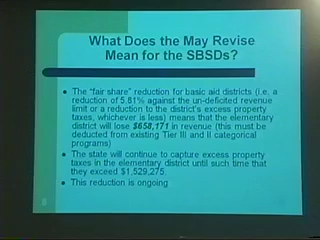 What Does the May Revise
Mean for the SBSDs?
• The "fair share" reduction for basic aid districts (i.e. a
reduction of 5.81% against the un-deficited revenue
limit or a reduction to the district's excess property
taxes, whichever is less) means that the elementary
district will lose $658,171 in revenue (this must be
deducted from existing Tier III and II categorical
programs)
• The state will continue to capture excess property
taxes in the elementary district until such time that
they exceed $1,529,275.
• This reduction is ongoing